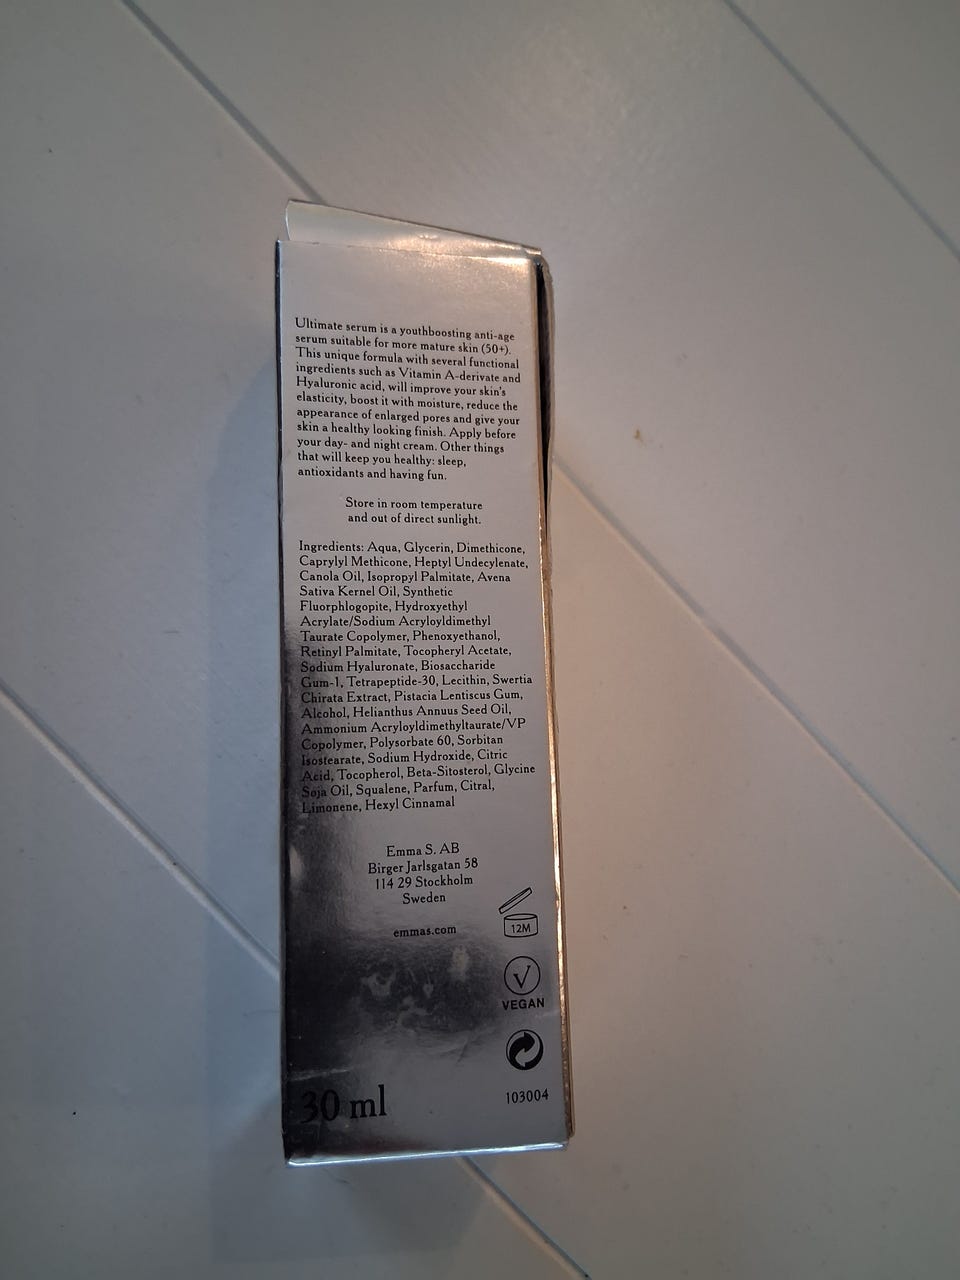 Ultimate serum is a youthboosting anti-age
serum suitable for more mature skin (50+).
This unique formula with several functional
ingredients such as Vitamin A-derivate and
Hyaluronic acid, will improve your skin's
elasticity, boost it with moisture, reduce the
appearance of enlarged pores and give your
skin a healthy looking finish. Apply before
your day- and night cream. Other things
that will keep you healthy: sleep,
antioxidants and having fun.
Store in room temperature
and out of direct sunlight.
Ingredients: Aqua, Glycerin, Dimethicone,
Caprylyl Methicone, Heptyl Undecylenate,
Canola Oil, Isopropyl Palmitate, Avena
Sativa Kernel Oil, Synthetic
Fluorphlogopite, Hydroxyethyl
Acrylate/Sodium Acryloyldimethyl
Taurate Copolymer, Phenoxyethanol,
Retinyl Palmitate, Tocopheryl Acetate,
Sodium Hyaluronate, Biosaccharide
Gum-1, Tetrapeptide-30, Lecithin, Swertia
Chirata Extract, Pistacia Lentiscus Gum,
Alcohol, Helianthus Annuus Seed Oil,
Ammonium Acryloyldimethyltaurate/VP
Copolymer, Polysorbate 60, Sorbitan
Isostearate, Sodium Hydroxide, Citric
Acid, Tocopherol, Beta-Sitosterol, Glycine
Soja Oil, Squalene, Parfum, Citral,
Limonene, Hexyl Cinnamal
Emma S. AB
Birger Jarlsgatan 58
114 29 Stockholm
Sweden
emmas.com
12M
V
VEGAN
103004
30 ml